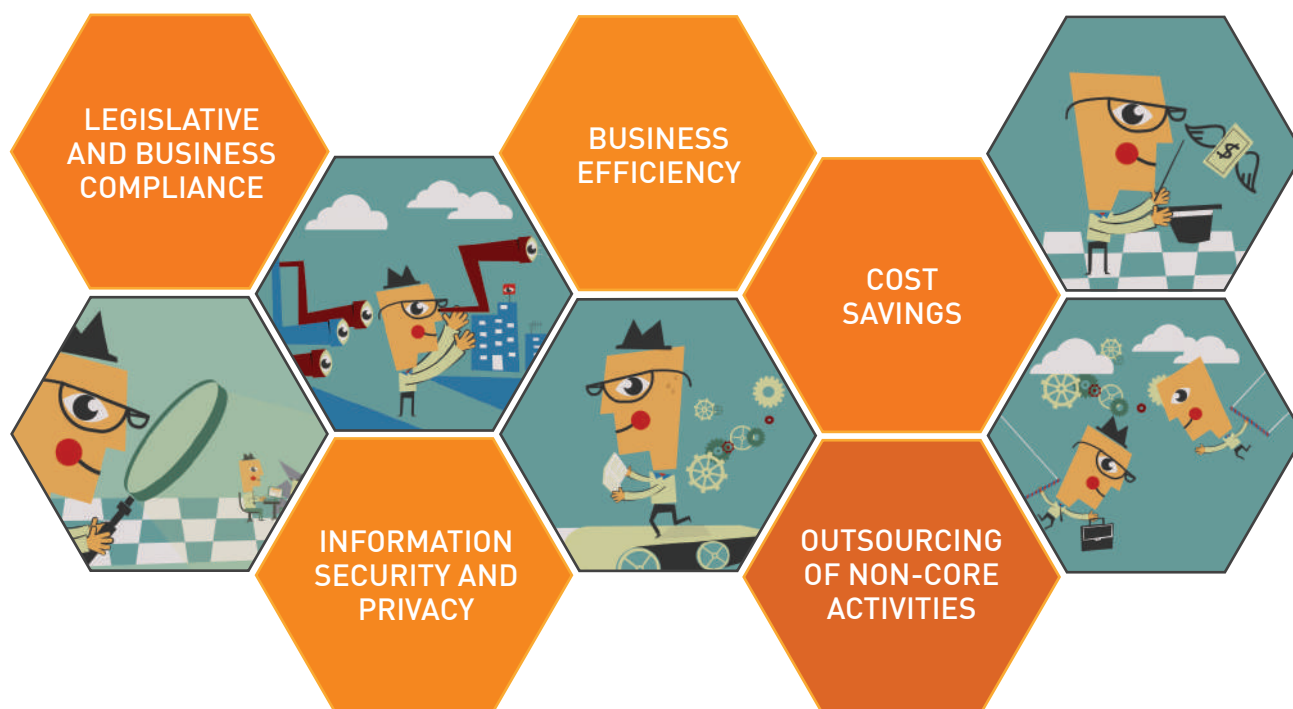 LEGISLATIVE
AND BUSINESS
COMPLIANCE
BUSINESS
EFFICIENCY
$
COST
SAVINGS
INFORMATION
SECURITY AND
PRIVACY
OUTSOURCING
OF NON-CORE
ACTIVITIES